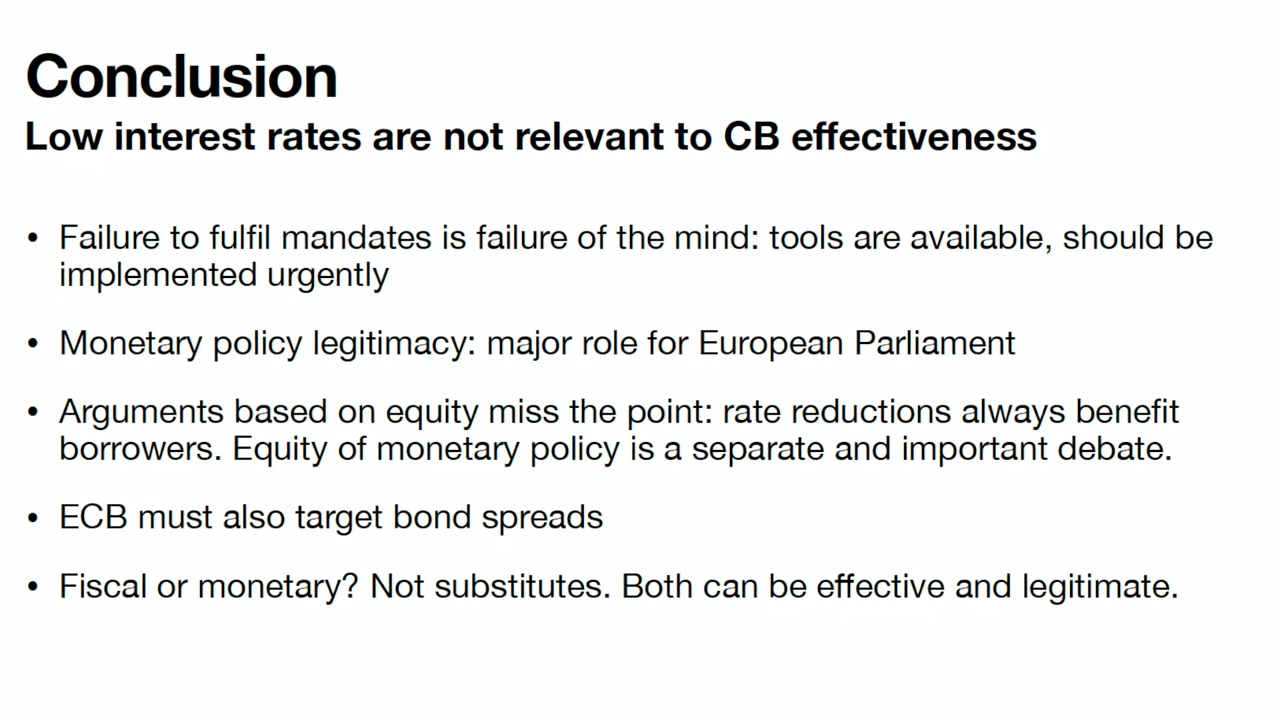 Conclusion
Low interest rates are not relevant to CB effectiveness
• Failure to fulfil mandates is failure of the mind: tools are available, should be
implemented urgently
• Monetary policy legitimacy: major role for European Parliament
• Arguments based on equity miss the point: rate reductions always benefit
borrowers. Equity of monetary policy is a separate and important debate.
• ECB must also target bond spreads
• Fiscal or monetary? Not substitutes. Both can be effective and legitimate.